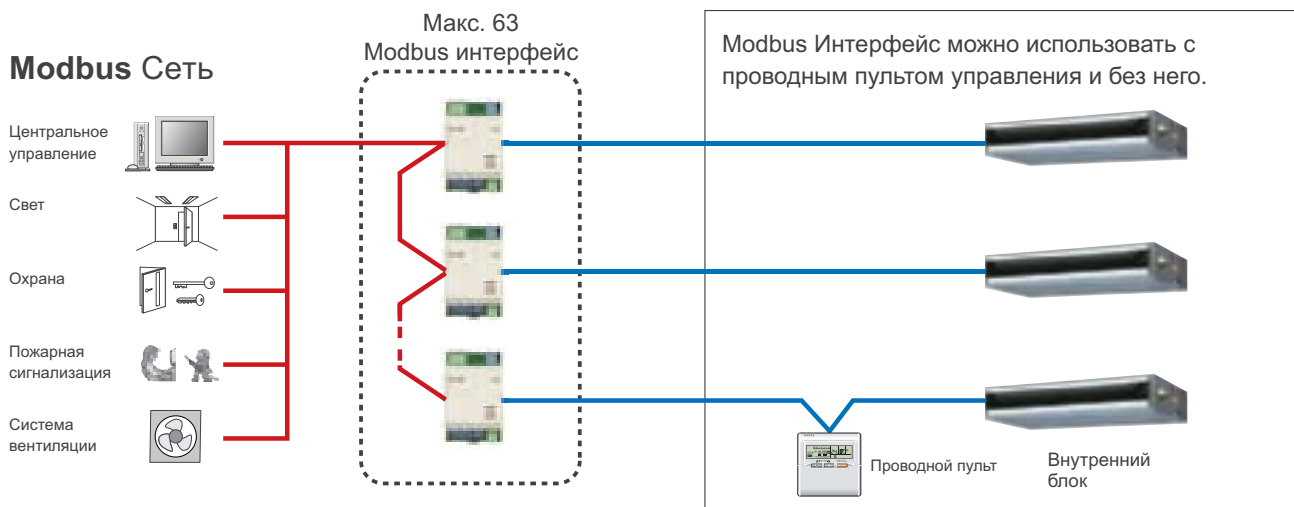 Макс. 63
Modbus интерфейс
Modbus Сеть
Modbus Интерфейс можно использовать с
проводным пультом управления и без него.
Центральное
управление
Свет
Охрана
Пожарная
сигнализация
Система
вентиляции
Проводной пульт
Внутренний
блок